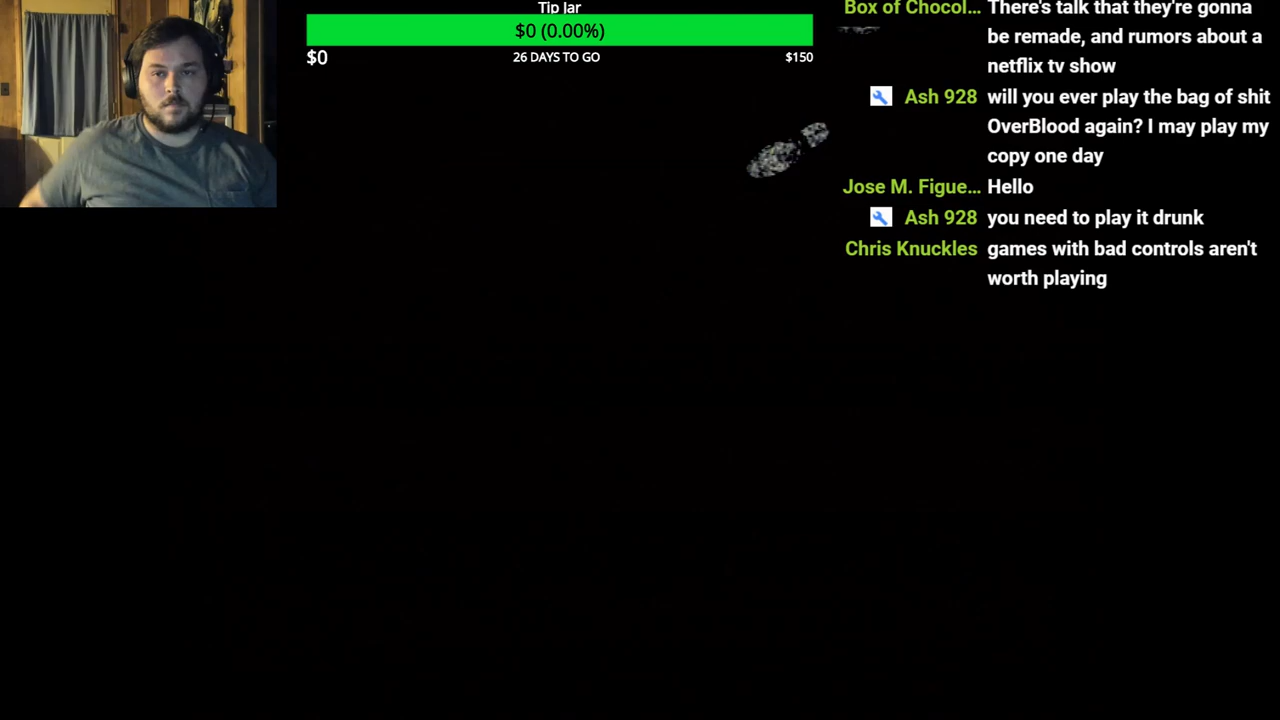 Tip Jar
$0 (0.00%)
$0 26 DAYS TO GO $150
Box of Chocol... There's talk that they're gonna
be remade, and rumors about a
netflix tv show
Ash 928 will you ever play the bag of shit
OverBlood again? I may play my
copy one day
Jose M. Figue... Hello
Ash 928 you need to play it drunk
Chris Knuckles games with bad controls aren't
worth playing